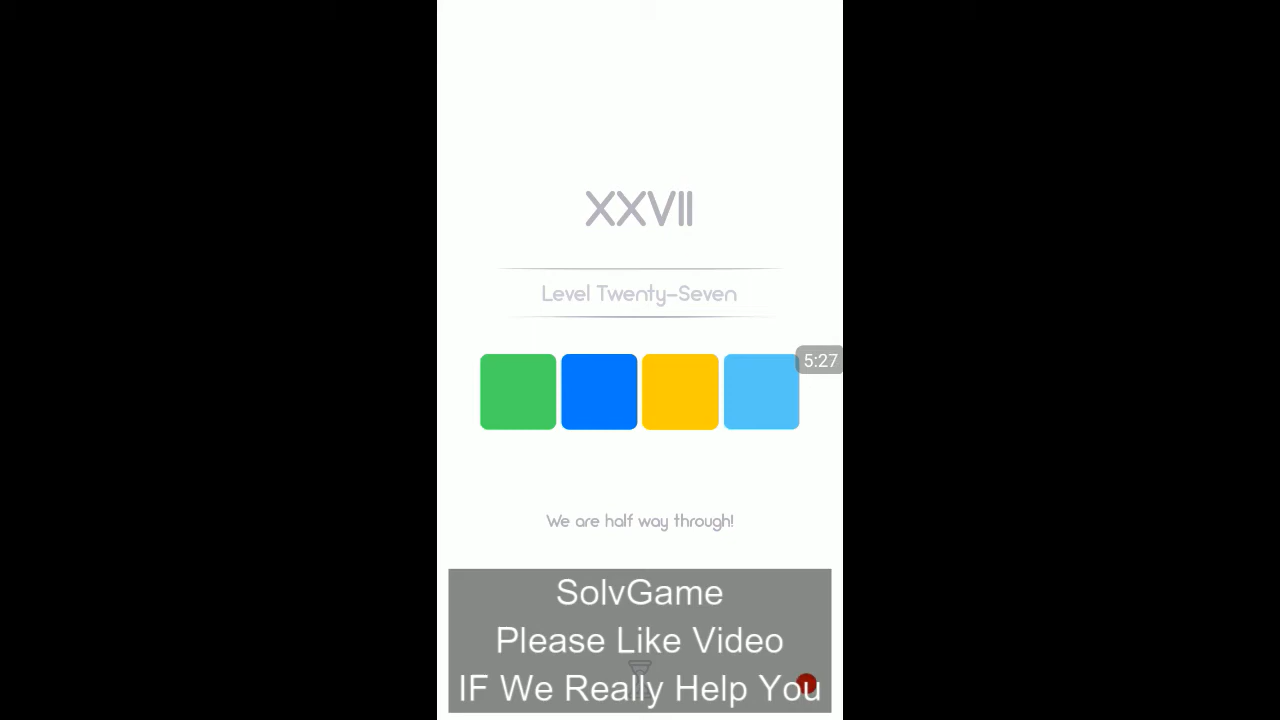 XXVII
Level Twenty-Seven
5:27
We are half way through!
SolvGame
Please Like Video
IF We Really Help You